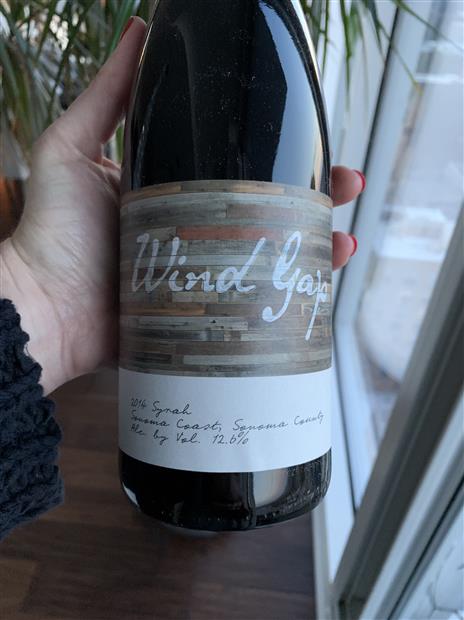 Wind Gap
2014 Syrah
Sonoma Coast, Sonoma County
Alc by Vol. 12.6%